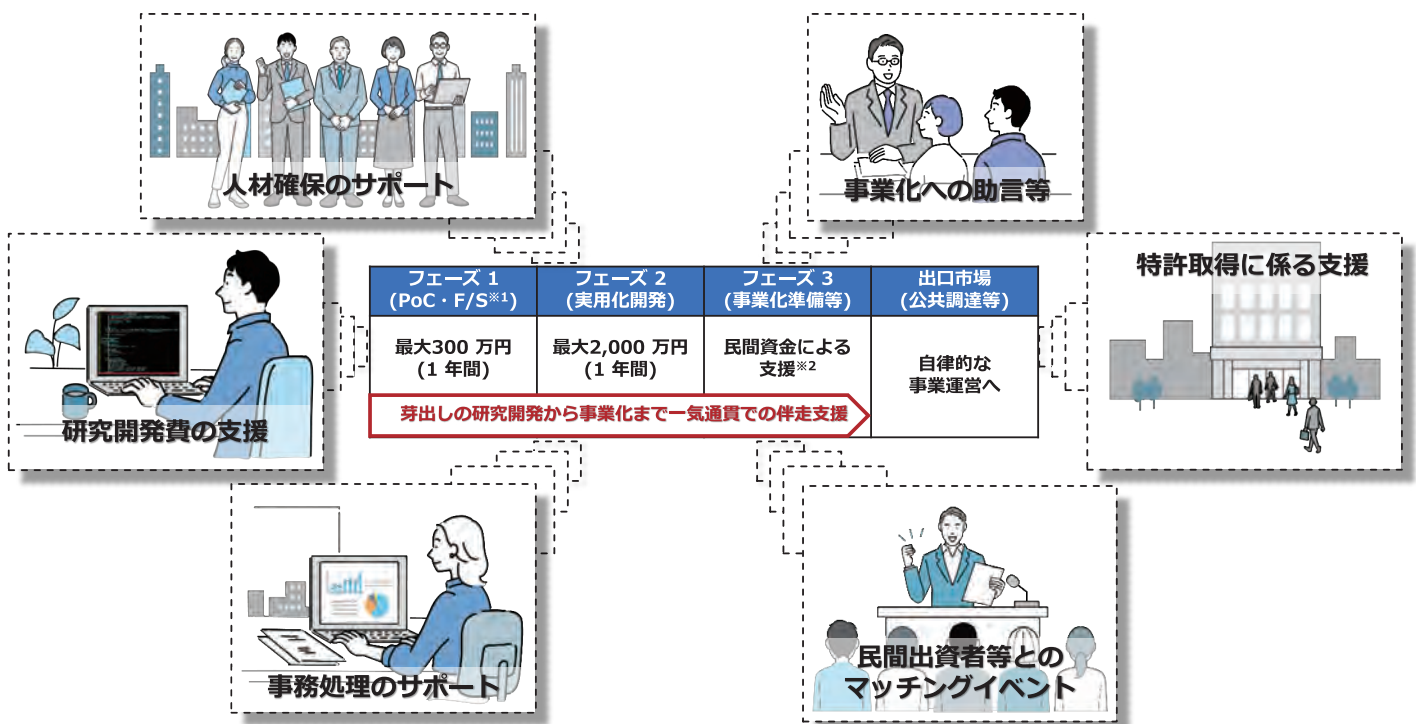 人材確保のサポート
事業化への助言等
研究開発費の支援
フェーズ 1
(PoC・F/S※1)
フェーズ 2
(実用化開発)
フェーズ 3
(事業化準備等)
出口市場
(公共調達等)
最大300 万円
(1 年間)
最大2,000 万円
(1 年間)
民間資金による
支援※2
自律的な
事業運営へ
芽出しの研究開発から事業化まで一気通貫での伴走支援
特許取得に係る支援
事務処理のサポート
民間出資者等との
マッチングイベント